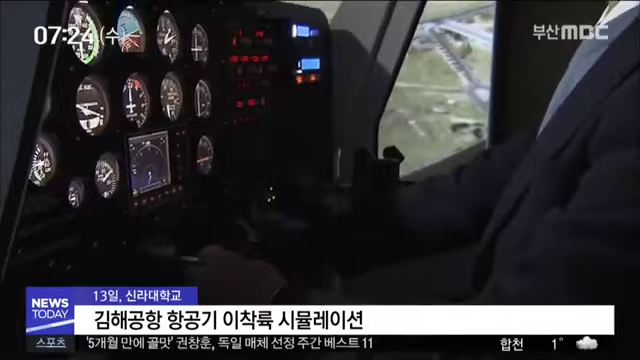 07:24 (수)
부산MBC
13일, 신라대학교
NEWS TODAY
김해공항 항공기 이착륙 시뮬레이션
스포츠 '5개월 만에 골맛' 권창훈, 독일 매체 선정 주간 베스트 11
합천 1°